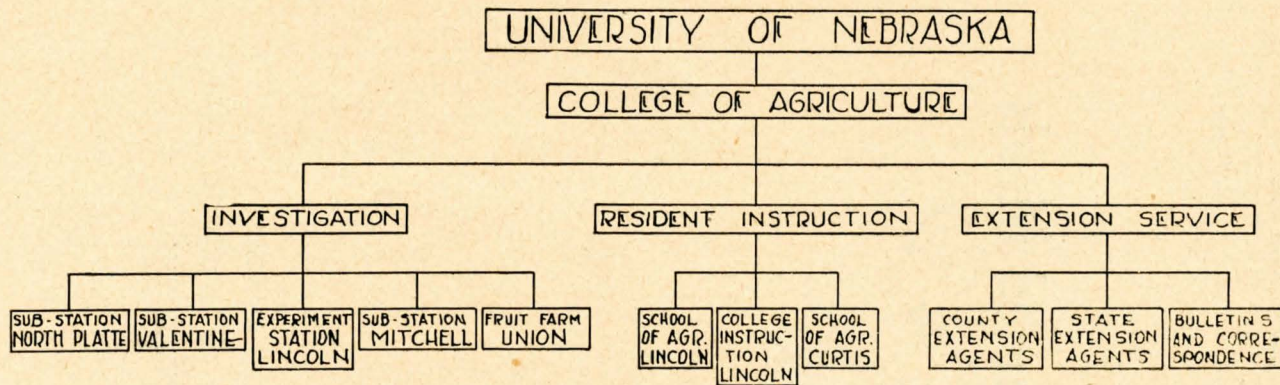 UNIVERSITY OF NEBRASKA
COLLEGE OF AGRICULTURE
INVESTIGATION
RESIDENT INSTRUCTION
EXTENSION SERVICE
SUB-STATION
NORTH PLATTE
SUB-STATION
VALENTINE
EXPERIMENT
STATION
LINCOLN
SUB-STATION
MITCHELL
FRUIT FARM
UNION
SCHOOL
OF AGR.
LINCOLN
COLLEGE
INSTRUC-
TION
LINCOLN
SCHOOL
OF AGR.
CURTIS
COUNTY
EXTENSION
AGENTS
STATE
EXTENSION
AGENTS
BULLETINS
AND CORRE-
SPONDENCE